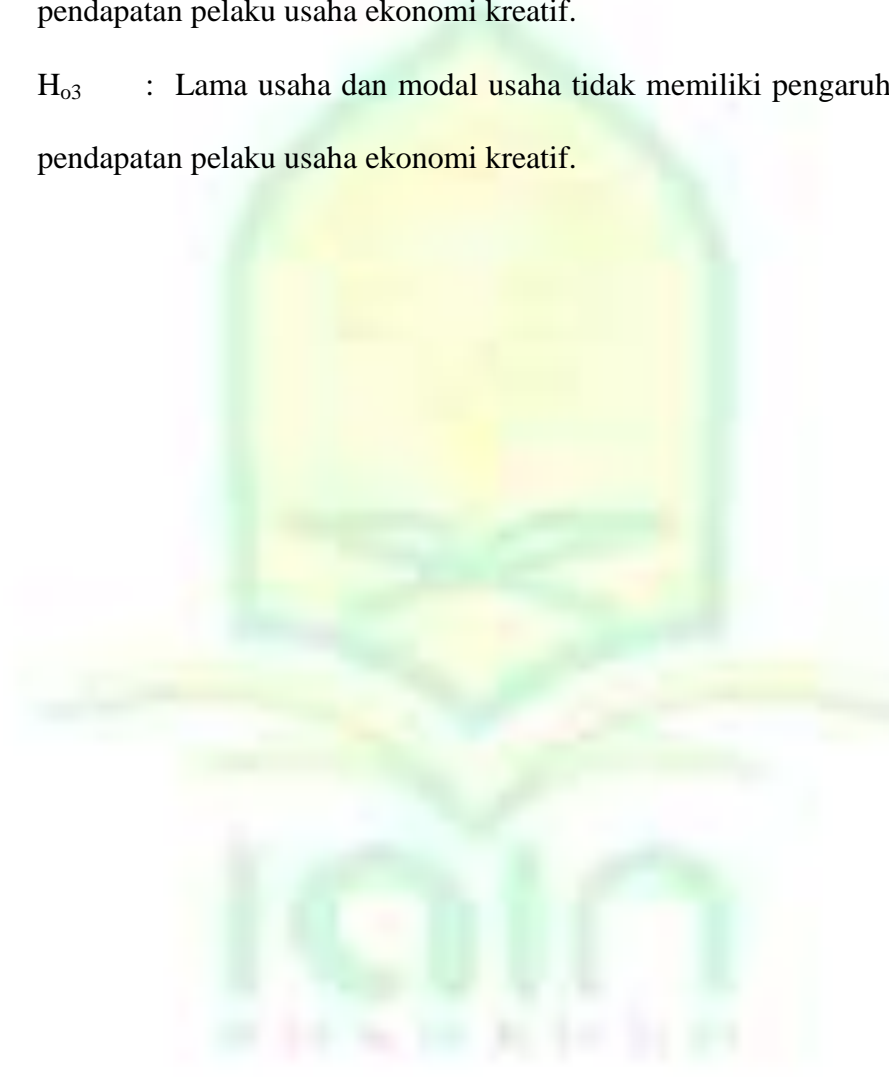 pendapatan pelaku usaha ekonomi kreatif.
Ho3 : Lama usaha dan modal usaha tidak memiliki pengaruh
pendapatan pelaku usaha ekonomi kreatif.
iain